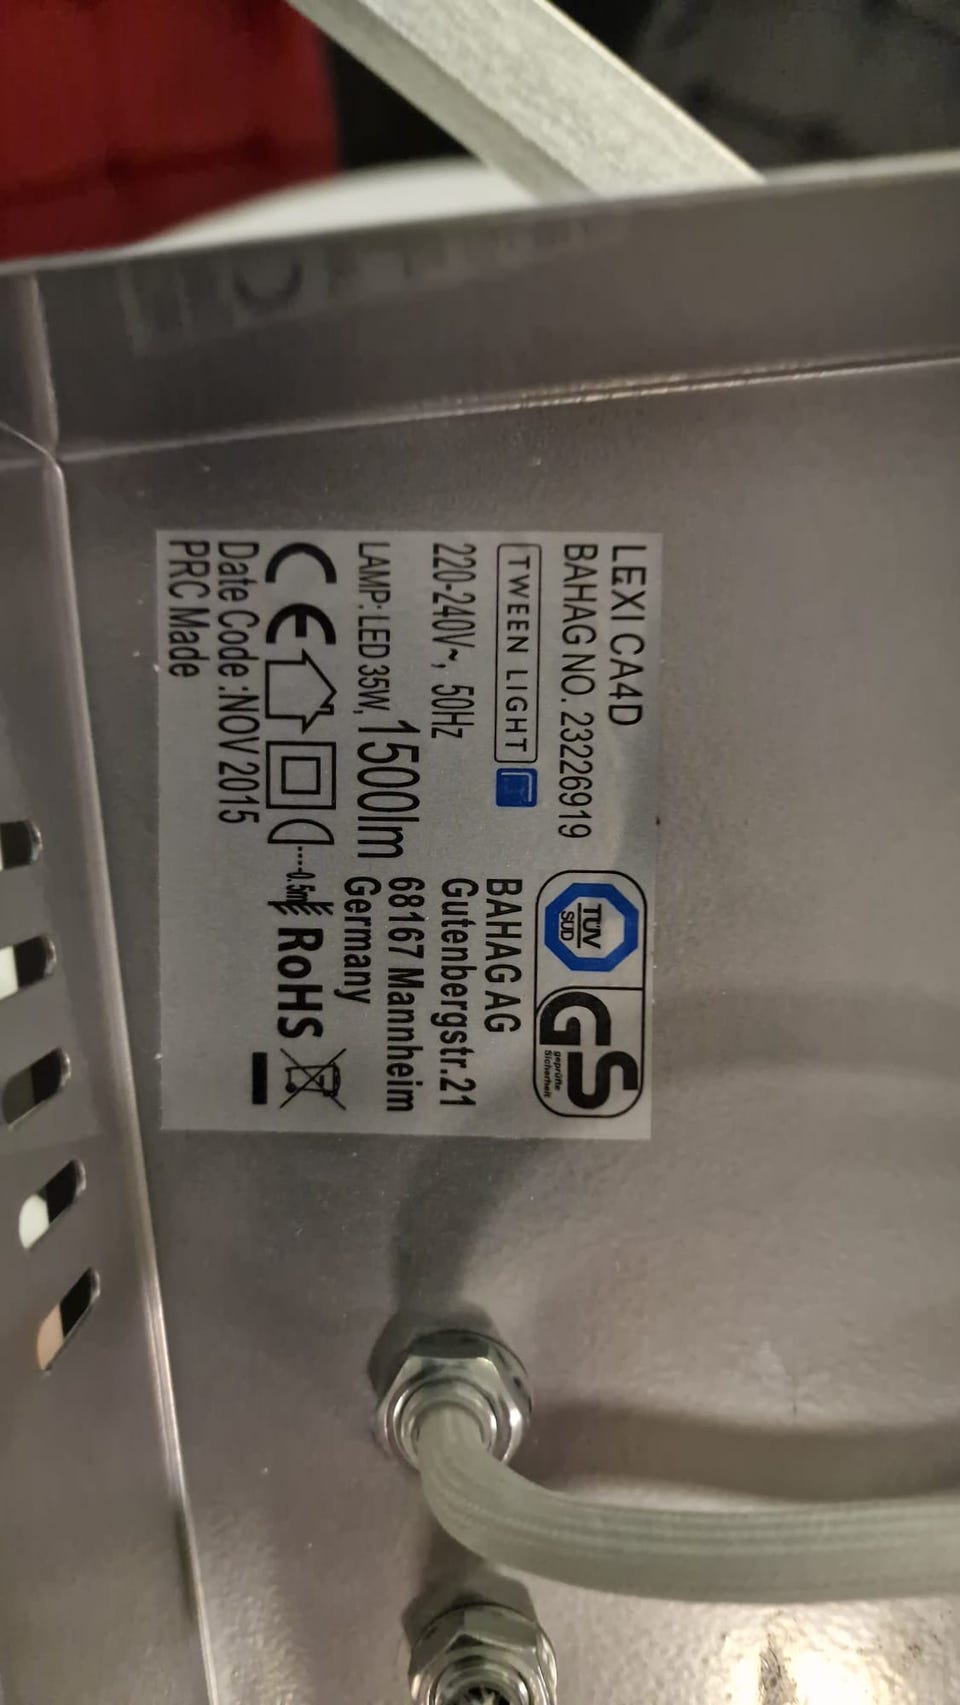 LEXI CA4D
BAHAG NO. 23226919
TWEEN LIGHT
220-240V~, 50Hz
LAMP: LED 35W, 1500lm
CE
0.5m
RoHS
Date Code :NOV 2015
PRC Made
TÜV
SÜD
GS
geprüfte
Sicherheit
BAHAG AG
Gutenbergstr.21
68167 Mannheim
Germany